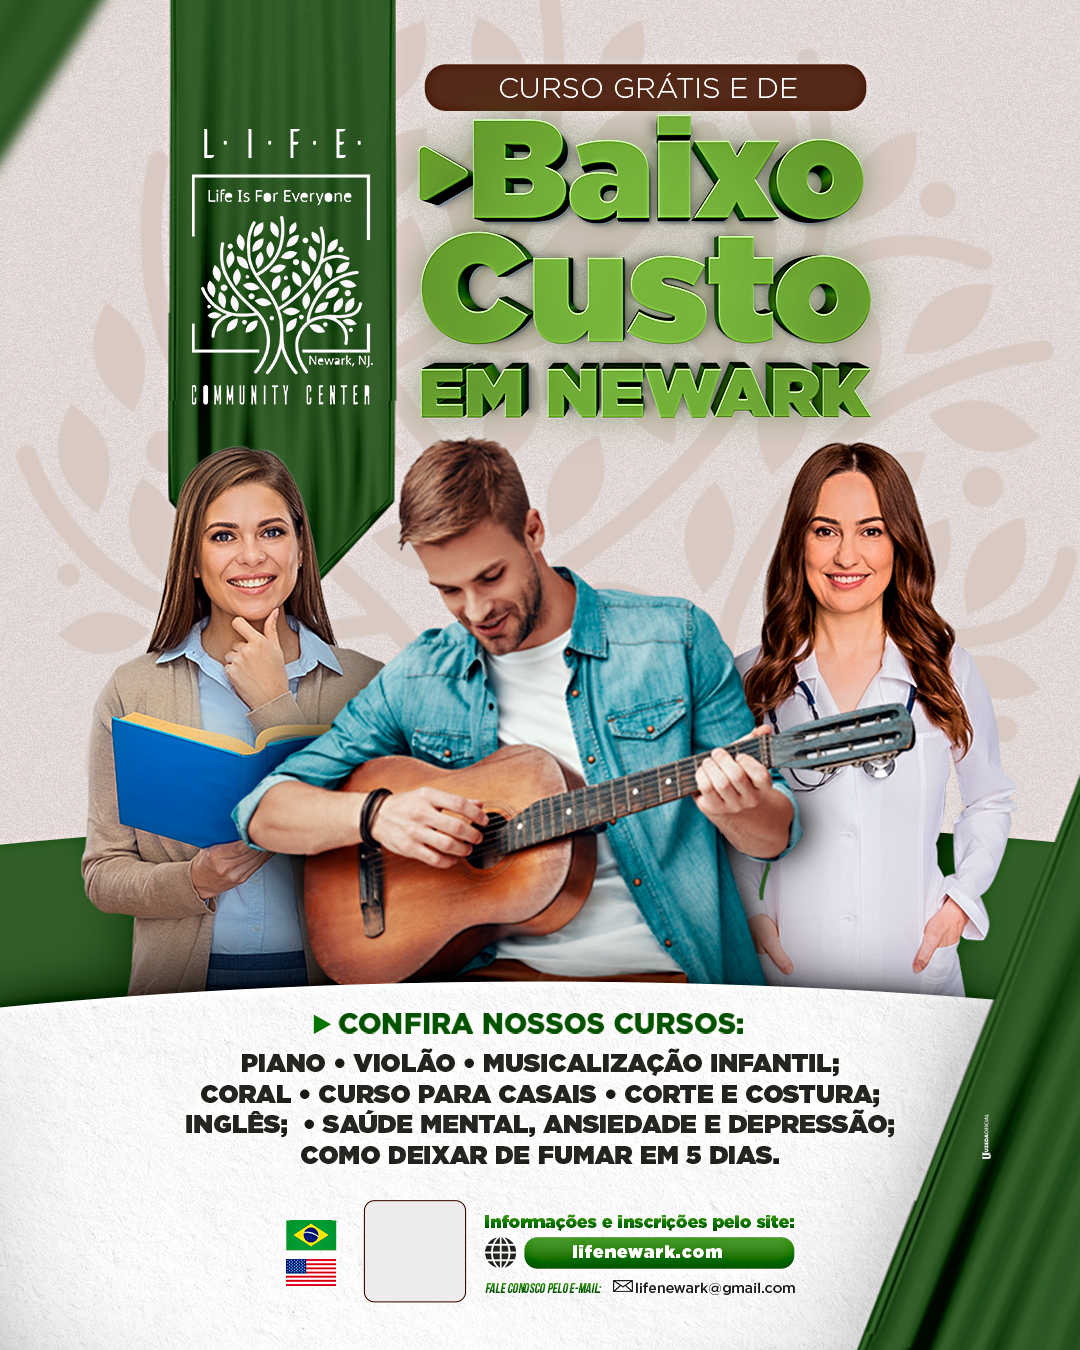 L·I·F·E·
Life Is For Everyone
Newark, NJ.
COMMUNITY CENTER
CURSO GRÁTIS E DE
Baixo
Custo
EM NEWARK
CONFIRA NOSSOS CURSOS:
PIANO • VIOLÃO • MUSICALIZAÇÃO INFANTIL;
CORAL • CURSO PARA CASAIS • CORTE E COSTURA;
INGLÊS; • SAÚDE MENTAL, ANSIEDADE E DEPRESSÃO;
COMO DEIXAR DE FUMAR EM 5 DIAS.
Informações e inscrições pelo site:
lifenewark.com
FALE CONOSCO PELO E-MAIL: lifenewark@gmail.com